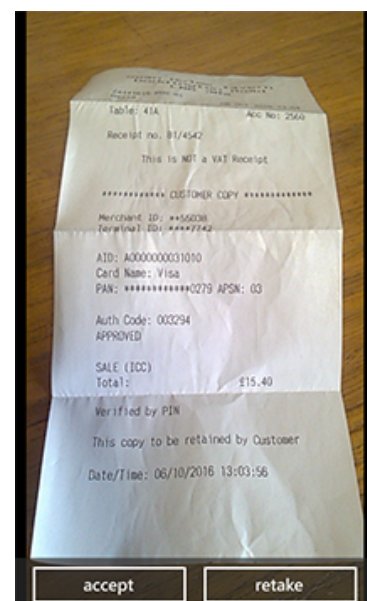 Table: 41A Acc No: 2560
Receipt no. B1/4542
This is NOT a VAT Receipt
************ CUSTOMER COPY *************
Merchant ID: **55038
Terminal ID: ****7742
AID: A0000000031010
Card Name: Visa
PAN: ************0279 APSN: 03
Auth Code: 003294
APPROVED
SALE (ICC)
Total: £15.40
Verified by PIN
This copy to be retained by Customer
Date/Time: 06/10/2016 13:03:56
accept retake